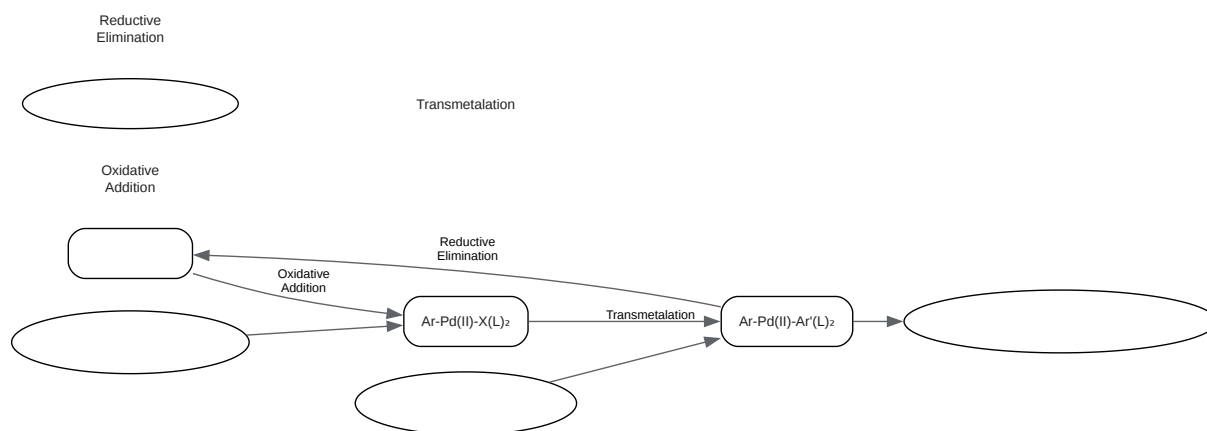 Reductive
Elimination
Transmetalation
Oxidative
Addition
Reductive
Elimination
Oxidative
Addition
Ar-Pd(II)-X(L)₂
Transmetalation
Ar-Pd(II)-Ar'(L)₂